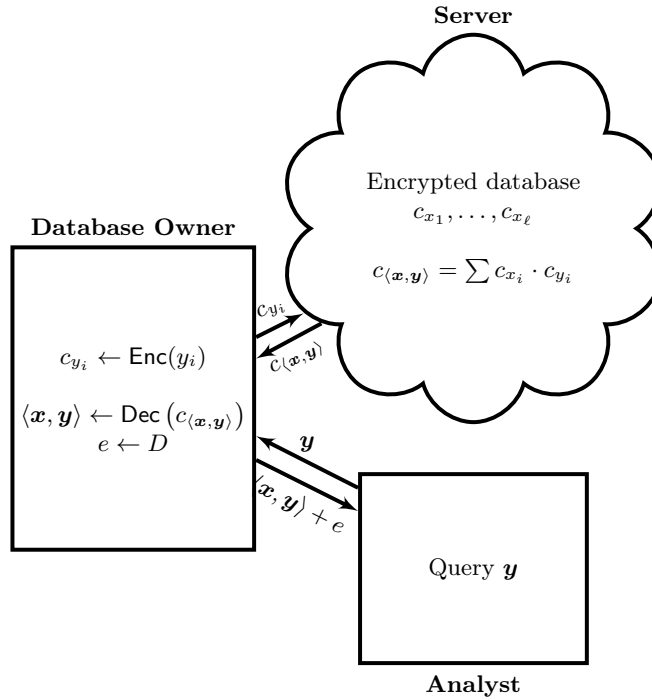 Server
Encrypted database
c_{x_1}, . . . , c_{x_ℓ}
c_{⟨x,y⟩} = ∑ c_{x_i} · c_{y_i}
Database Owner
c_{y_i}
c_{⟨x,y⟩}
c_{y_i} ← Enc(y_i)
⟨x, y⟩ ← Dec (c_{⟨x,y⟩})
e ← D
y
⟨x, y⟩ + e
Query y
Analyst